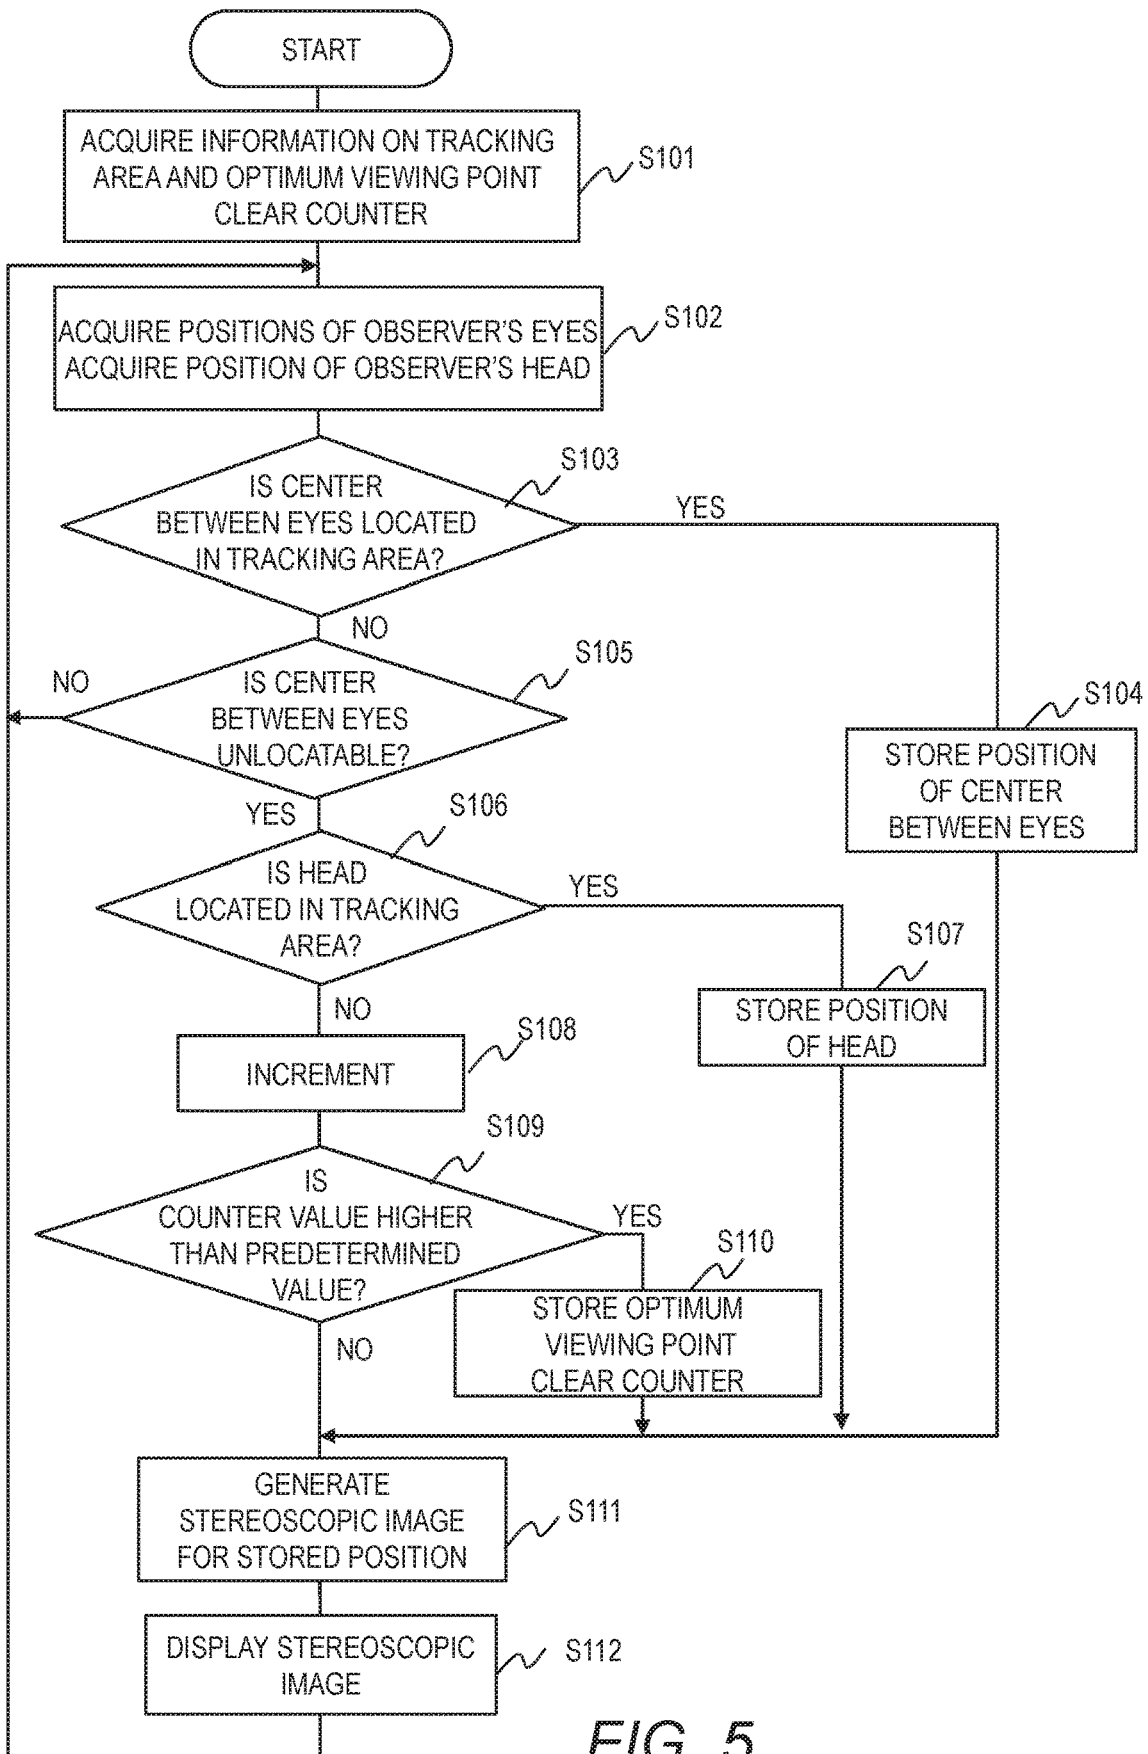 START
ACQUIRE INFORMATION ON TRACKING
AREA AND OPTIMUM VIEWING POINT
CLEAR COUNTER
S101
ACQUIRE POSITIONS OF OBSERVER'S EYES
ACQUIRE POSITION OF OBSERVER'S HEAD
S102
IS CENTER
BETWEEN EYES LOCATED
IN TRACKING AREA?
S103
YES
NO
IS CENTER
BETWEEN EYES
UNLOCATABLE?
S105
NO
YES
STORE POSITION
OF CENTER
BETWEEN EYES
S104
IS HEAD
LOCATED IN TRACKING
AREA?
S106
YES
NO
STORE POSITION
OF HEAD
S107
INCREMENT
S108
IS
COUNTER VALUE HIGHER
THAN PREDETERMINED
VALUE?
S109
YES
NO
STORE OPTIMUM
VIEWING POINT
CLEAR COUNTER
S110
GENERATE
STEREOSCOPIC IMAGE
FOR STORED POSITION
S111
DISPLAY STEREOSCOPIC
IMAGE
S112
FIG. 5